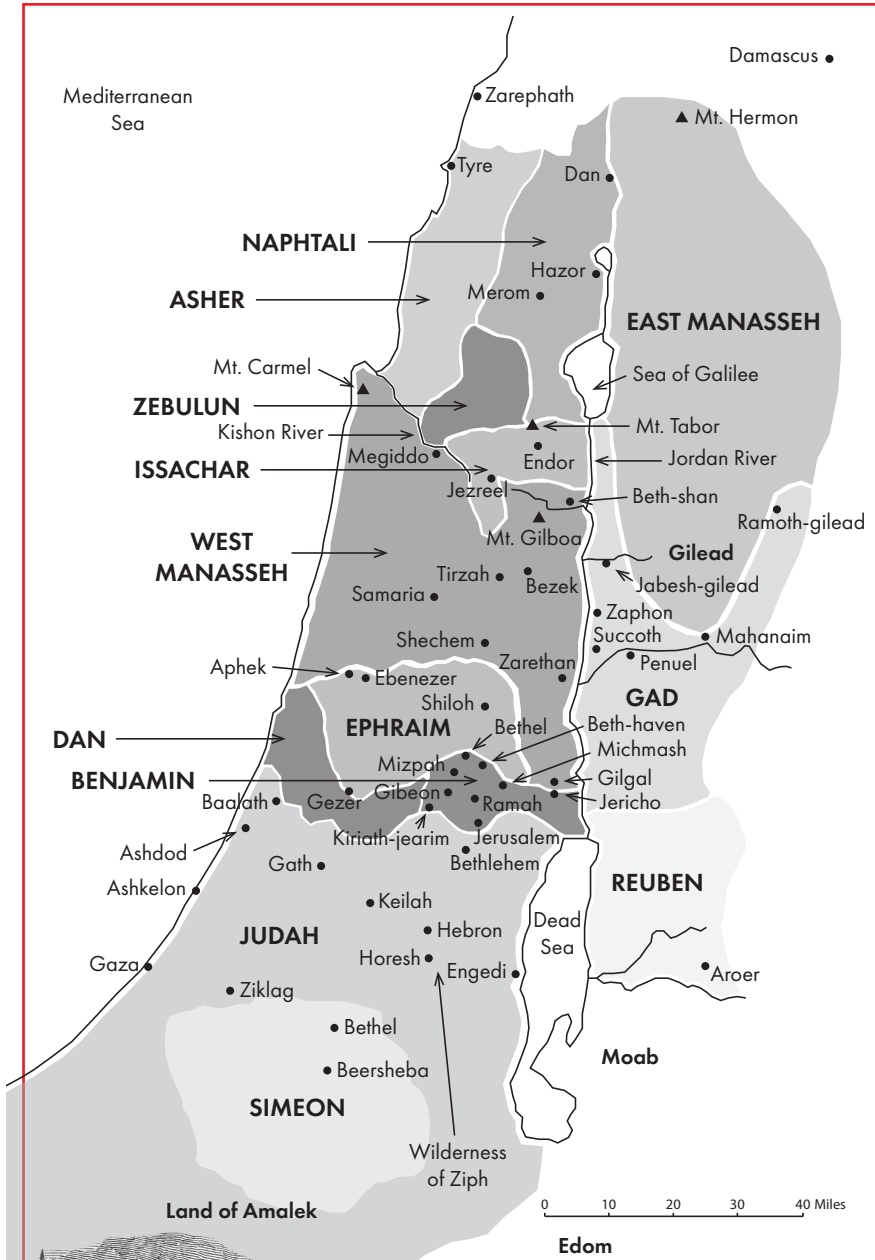 Damascus
Mediterranean
Sea
Zarephath
Mt. Hermon
Tyre
Dan
NAPHTALI
Hazor
Merom
ASHER
EAST MANASSEH
Mt. Carmel
Sea of Galilee
ZEBULUN
Mt. Tabor
Kishon River
Megiddo
Endor
Jordan River
ISSACHAR
Jezreel
Beth-shan
Ramoth-gilead
Mt. Gilboa
WEST
MANASSEH
Gilead
Tirzah
Bezek
Jabesh-gilead
Samaria
Zaphon
Succoth
Mahanaim
Shechem
Penuel
Zarethan
Aphek
Ebenezer
Shiloh
GAD
EPHRAIM
Bethel
Beth-haven
DAN
Michmash
Mizpah
BENJAMIN
Gilgal
Gibeon
Ramah
Jericho
Baalath
Gezer
Kiriath-jearim
Jerusalem
Ashdod
Bethlehem
Gath
Ashkelon
REUBEN
Keilah
Dead
Sea
JUDAH
Hebron
Horesh
Engedi
Gaza
Aroer
Ziklag
Bethel
Moab
Beersheba
SIMEON
Wilderness
of Ziph
Land of Amalek
0 10 20 30 40 Miles
Edom